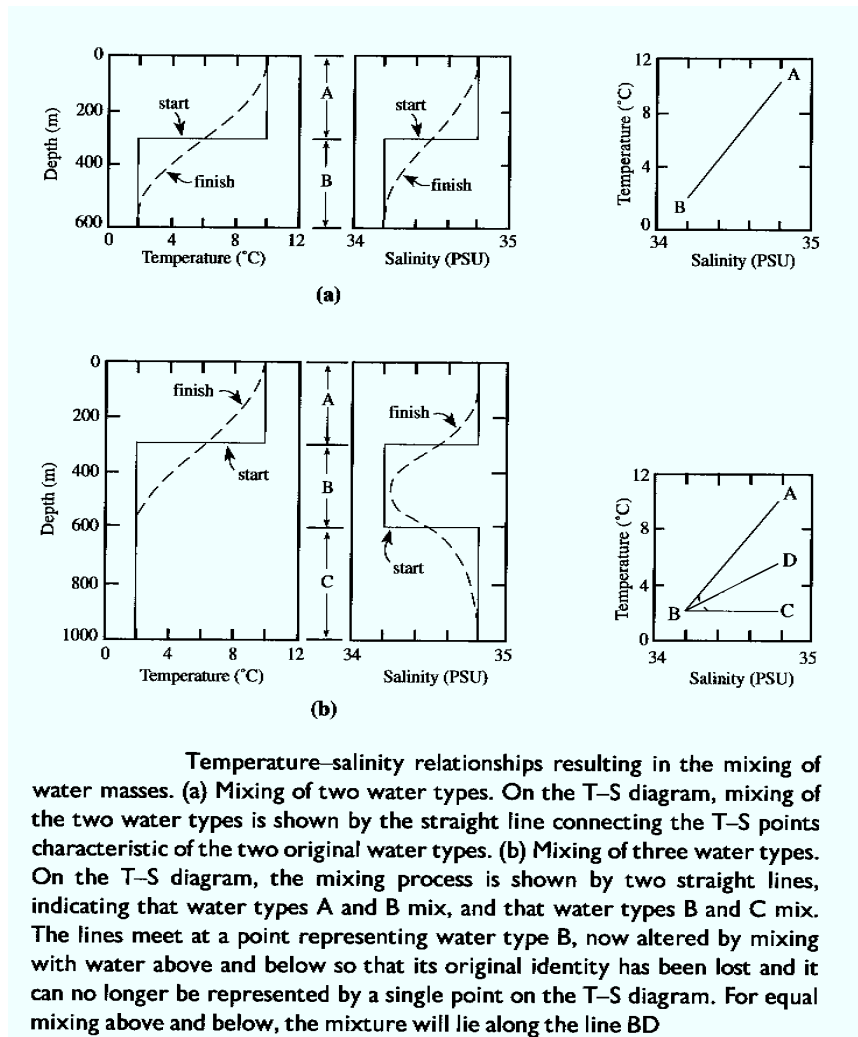 0
200
400
600
Depth (m)
start
finish
0
4
8
12
Temperature (°C)
A
B
start
finish
34
35
Salinity (PSU)
12
8
4
0
Temperature (°C)
A
B
34
35
Salinity (PSU)
(a)
0
200
400
600
800
1000
Depth (m)
finish
start
0
4
8
12
Temperature (°C)
A
B
C
finish
start
34
35
Salinity (PSU)
12
8
4
0
Temperature (°C)
A
D
B
C
34
35
Salinity (PSU)
(b)
Temperature–salinity relationships resulting in the mixing of
water masses. (a) Mixing of two water types. On the T–S diagram, mixing of
the two water types is shown by the straight line connecting the T–S points
characteristic of the two original water types. (b) Mixing of three water types.
On the T–S diagram, the mixing process is shown by two straight lines,
indicating that water types A and B mix, and that water types B and C mix.
The lines meet at a point representing water type B, now altered by mixing
with water above and below so that its original identity has been lost and it
can no longer be represented by a single point on the T–S diagram. For equal
mixing above and below, the mixture will lie along the line BD